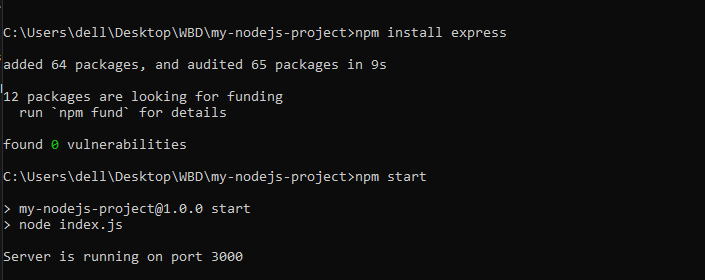 C:\Users\dell\Desktop\WBD\my-nodejs-project>npm install express
added 64 packages, and audited 65 packages in 9s
12 packages are looking for funding
  run `npm fund` for details
found 0 vulnerabilities
C:\Users\dell\Desktop\WBD\my-nodejs-project>npm start
> my-nodejs-project@1.0.0 start
> node index.js
Server is running on port 3000